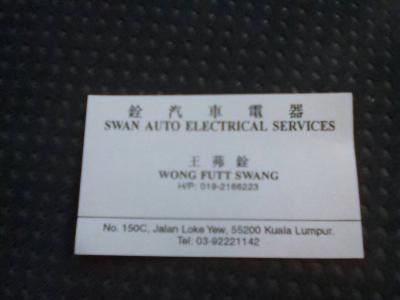 銓汽車電器
SWAN AUTO ELECTRICAL SERVICES
王茀銓
WONG FUTT SWANG
H/P: 019-2166223
No. 150C, Jalan Loke Yew, 55200 Kuala Lumpur.
Tel: 03-92221142